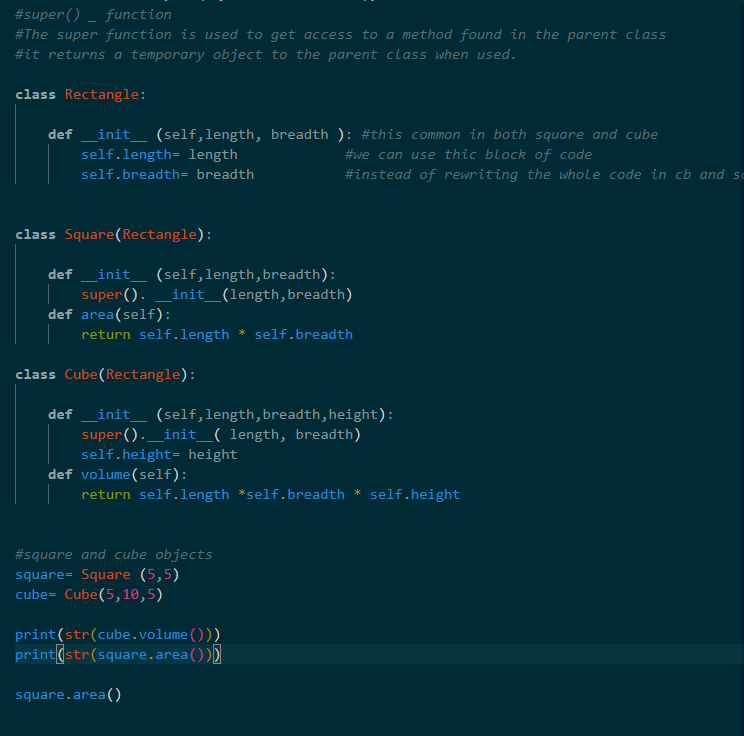 #super() _ function
#The super function is used to get access to a method found in the parent class
#it returns a temporary object to the parent class when used.
class Rectangle:
def __init__ (self,length, breadth ): #this common in both square and cube
self.length= length #we can use thic block of code
self.breadth= breadth #instead of rewriting the whole code in cb and
class Square(Rectangle):
def __init__ (self,length,breadth):
super(). __init__(length,breadth)
def area(self):
return self.length * self.breadth
class Cube(Rectangle):
def __init__ (self,length,breadth,height):
super().__init__( length, breadth)
self.height= height
def volume(self):
return self.length *self.breadth * self.height
#square and cube objects
square= Square (5,5)
cube= Cube(5,10,5)
print(str(cube.volume()))
print(str(square.area()))
square.area()